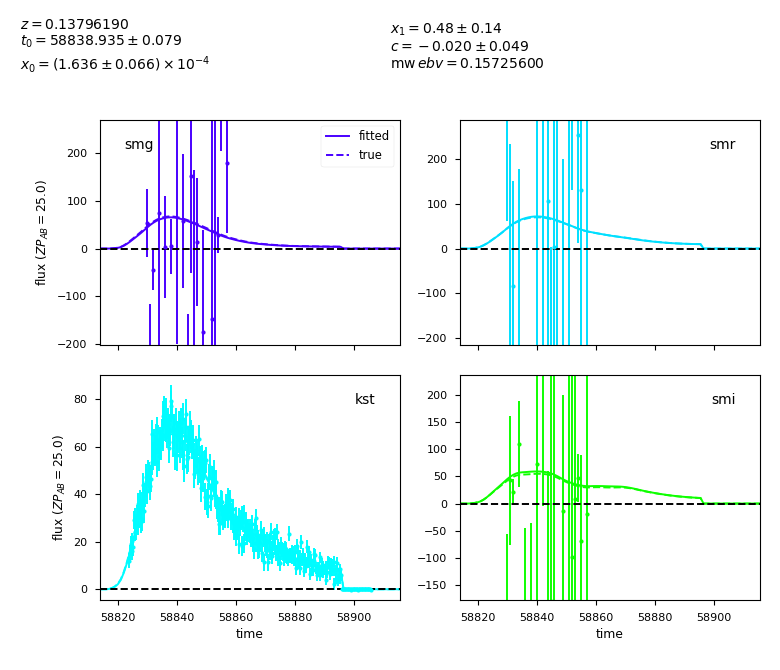 z = 0.13796190
t₀ = 58838.935 ± 0.079
x₀ = (1.636 ± 0.066) × 10⁻⁴
x₁ = 0.48 ± 0.14
c = −0.020 ± 0.049
mw ebv = 0.15725600
smg
fitted
true
200
100
0
−100
−200
flux (ZP_AB = 25.0)
smr
200
100
0
−100
−200
kst
80
60
40
20
0
flux (ZP_AB = 25.0)
58820 58840 58860 58880 58900
time
smi
200
150
100
50
0
−50
−100
−150
58820 58840 58860 58880 58900
time